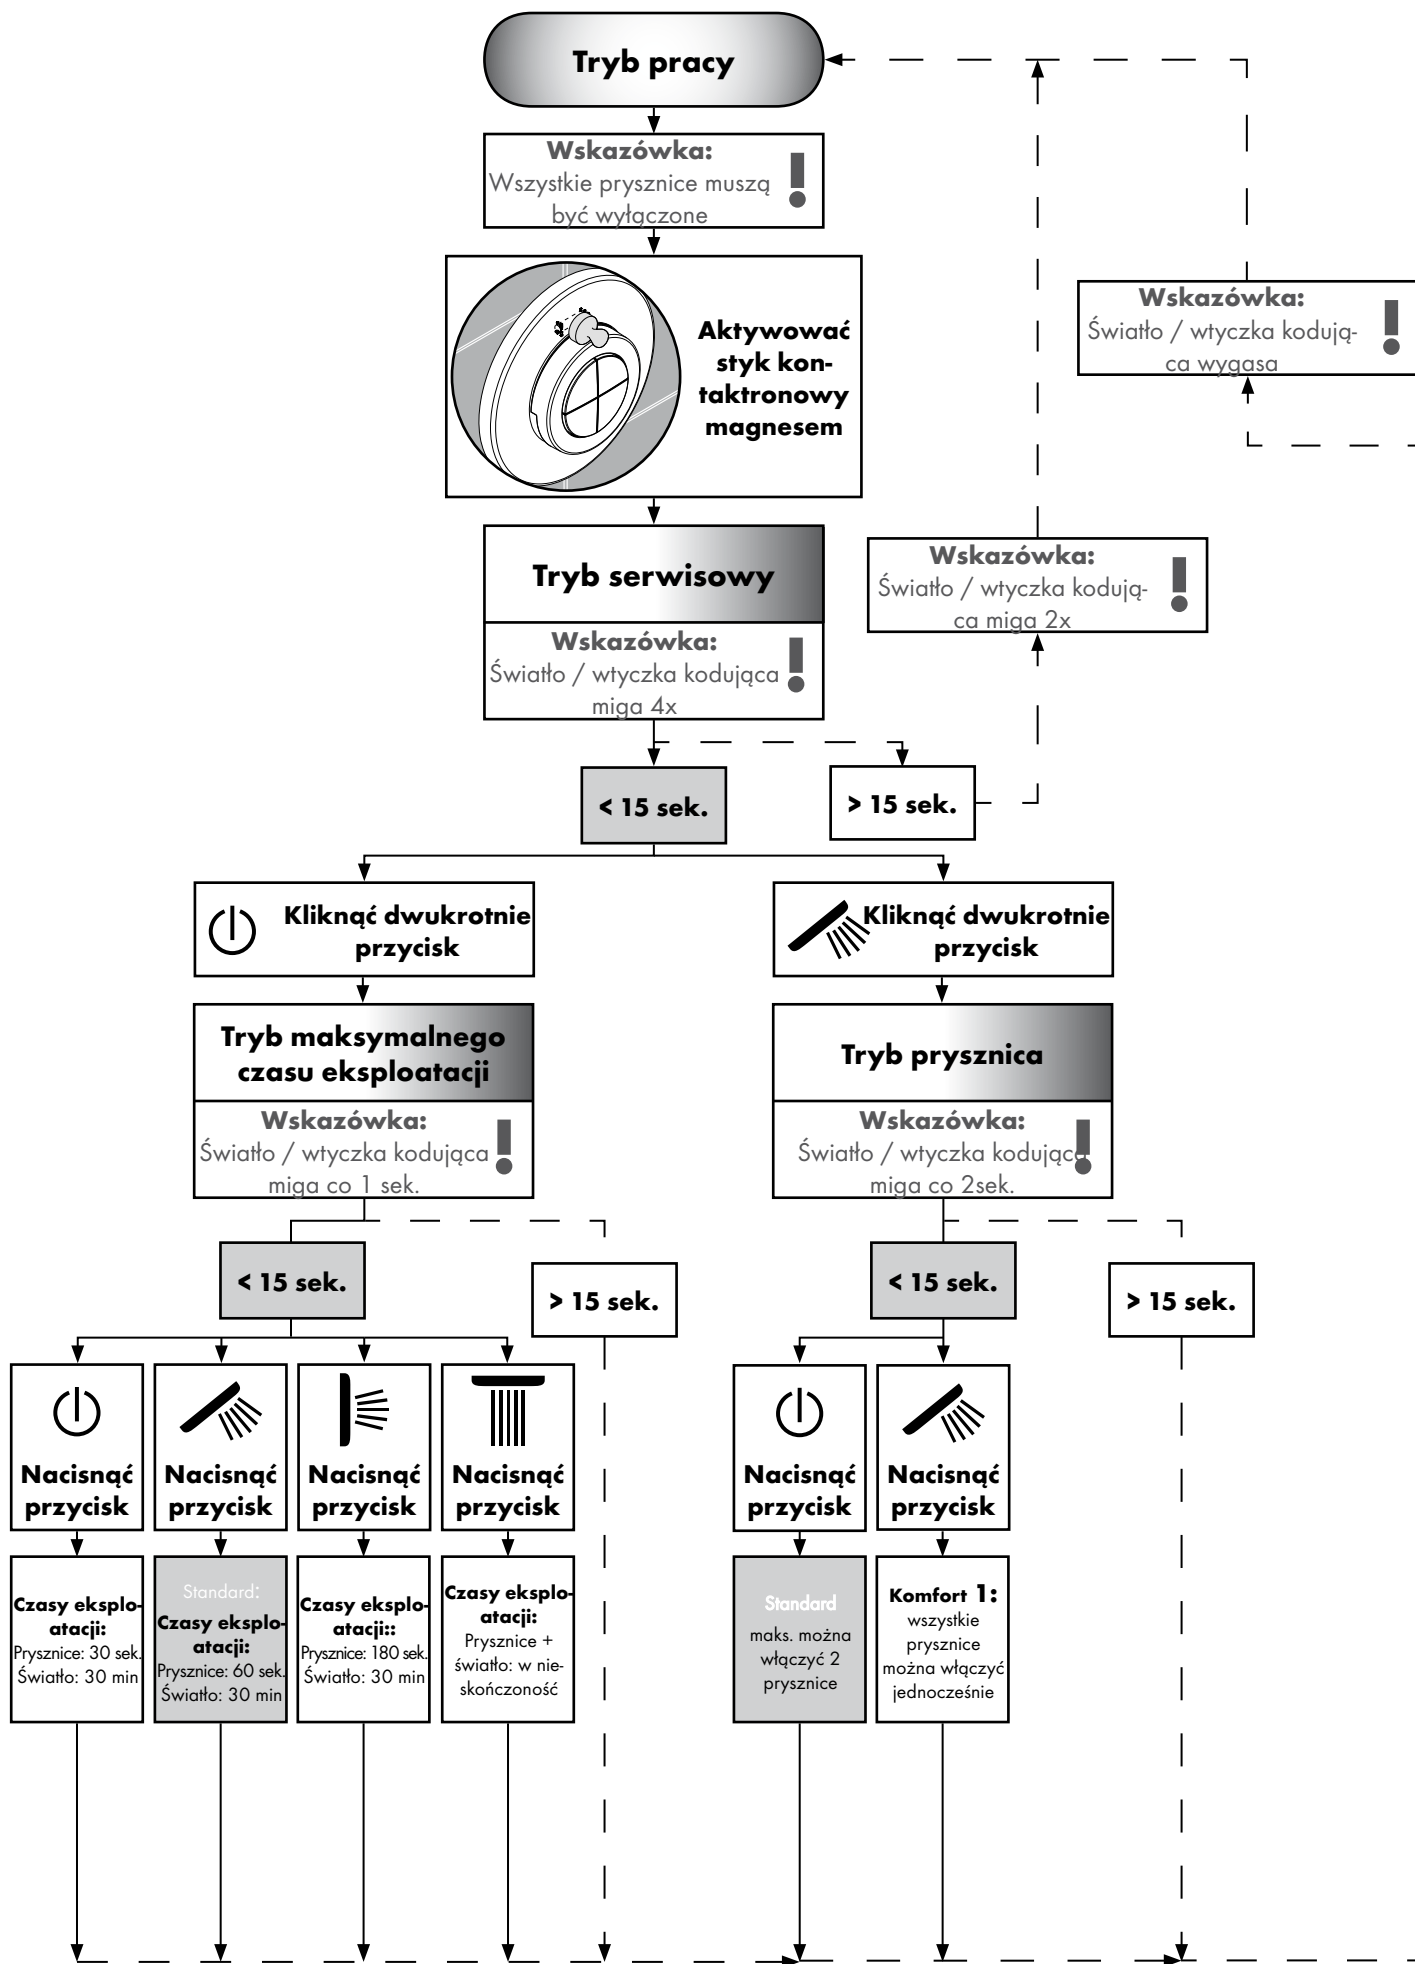 Tryb pracy
Wskazówka:
Wszystkie prysznice muszą
być wyłączone
Aktywować
styk kon-
taktronowy
magnesem
Wskazówka:
Światło / wtyczka kodują-
ca wygasa
Tryb serwisowy
Wskazówka:
Światło / wtyczka kodująca
miga 4x
Wskazówka:
Światło / wtyczka kodują-
ca miga 2x
< 15 sek.
> 15 sek.
Kliknąć dwukrotnie
przycisk
Kliknąć dwukrotnie
przycisk
Tryb maksymalnego
czasu eksploatacji
Wskazówka:
Światło / wtyczka kodująca
miga co 1 sek.
Tryb prysznica
Wskazówka:
Światło / wtyczka kodująca
miga co 2sek.
< 15 sek.
> 15 sek.
< 15 sek.
> 15 sek.
Nacisnąć
przycisk
Nacisnąć
przycisk
Nacisnąć
przycisk
Nacisnąć
przycisk
Nacisnąć
przycisk
Nacisnąć
przycisk
Czasy eksplo-
atacji:
Prysznice: 30 sek.
Światło: 30 min
Standard:
Czasy eksplo-
atacji:
Prysznice: 60 sek.
Światło: 30 min
Czasy eksplo-
atacji::
Prysznice: 180 sek.
Światło: 30 min
Czasy eksplo-
atacji:
Prysznice +
światło: w nie-
skończoność
Standard
maks. można
włączyć 2
prysznice
Komfort 1:
wszystkie
prysznice
można włączyć
jednocześnie